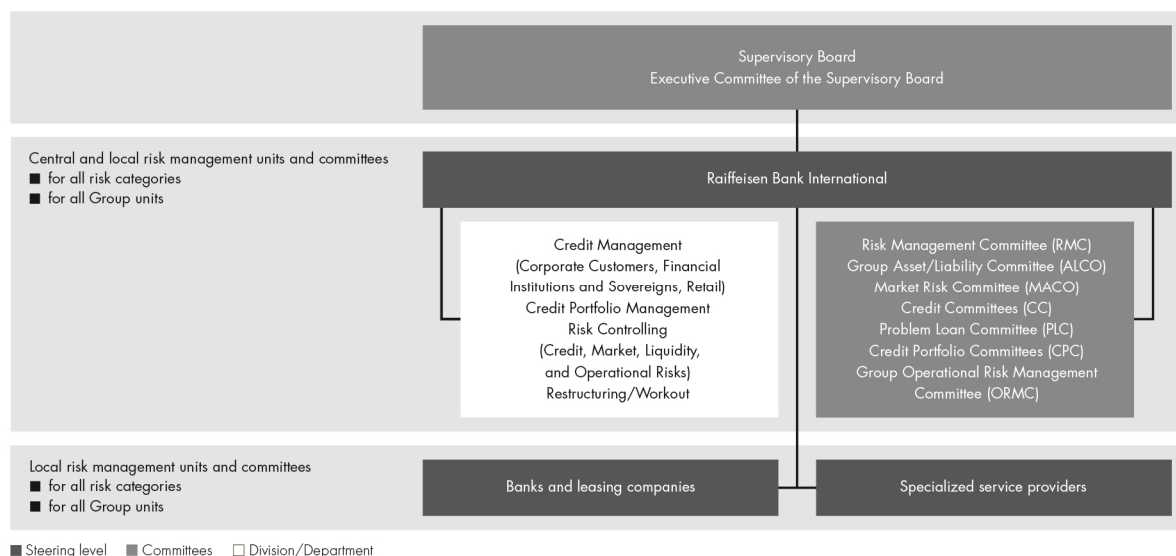 Supervisory Board
Executive Committee of the Supervisory Board
Central and local risk management units and committees
■ for all risk categories
■ for all Group units
Raiffeisen Bank International
Credit Management
(Corporate Customers, Financial
Institutions and Sovereigns, Retail)
Credit Portfolio Management
Risk Controlling
(Credit, Market, Liquidity,
and Operational Risks)
Restructuring/Workout
Risk Management Committee (RMC)
Group Asset/Liability Committee (ALCO)
Market Risk Committee (MACO)
Credit Committees (CC)
Problem Loan Committee (PLC)
Credit Portfolio Committees (CPC)
Group Operational Risk Management
Committee (ORMC)
Local risk management units and committees
■ for all risk categories
■ for all Group units
Banks and leasing companies
Specialized service providers
■ Steering level ■ Committees □ Division/Department